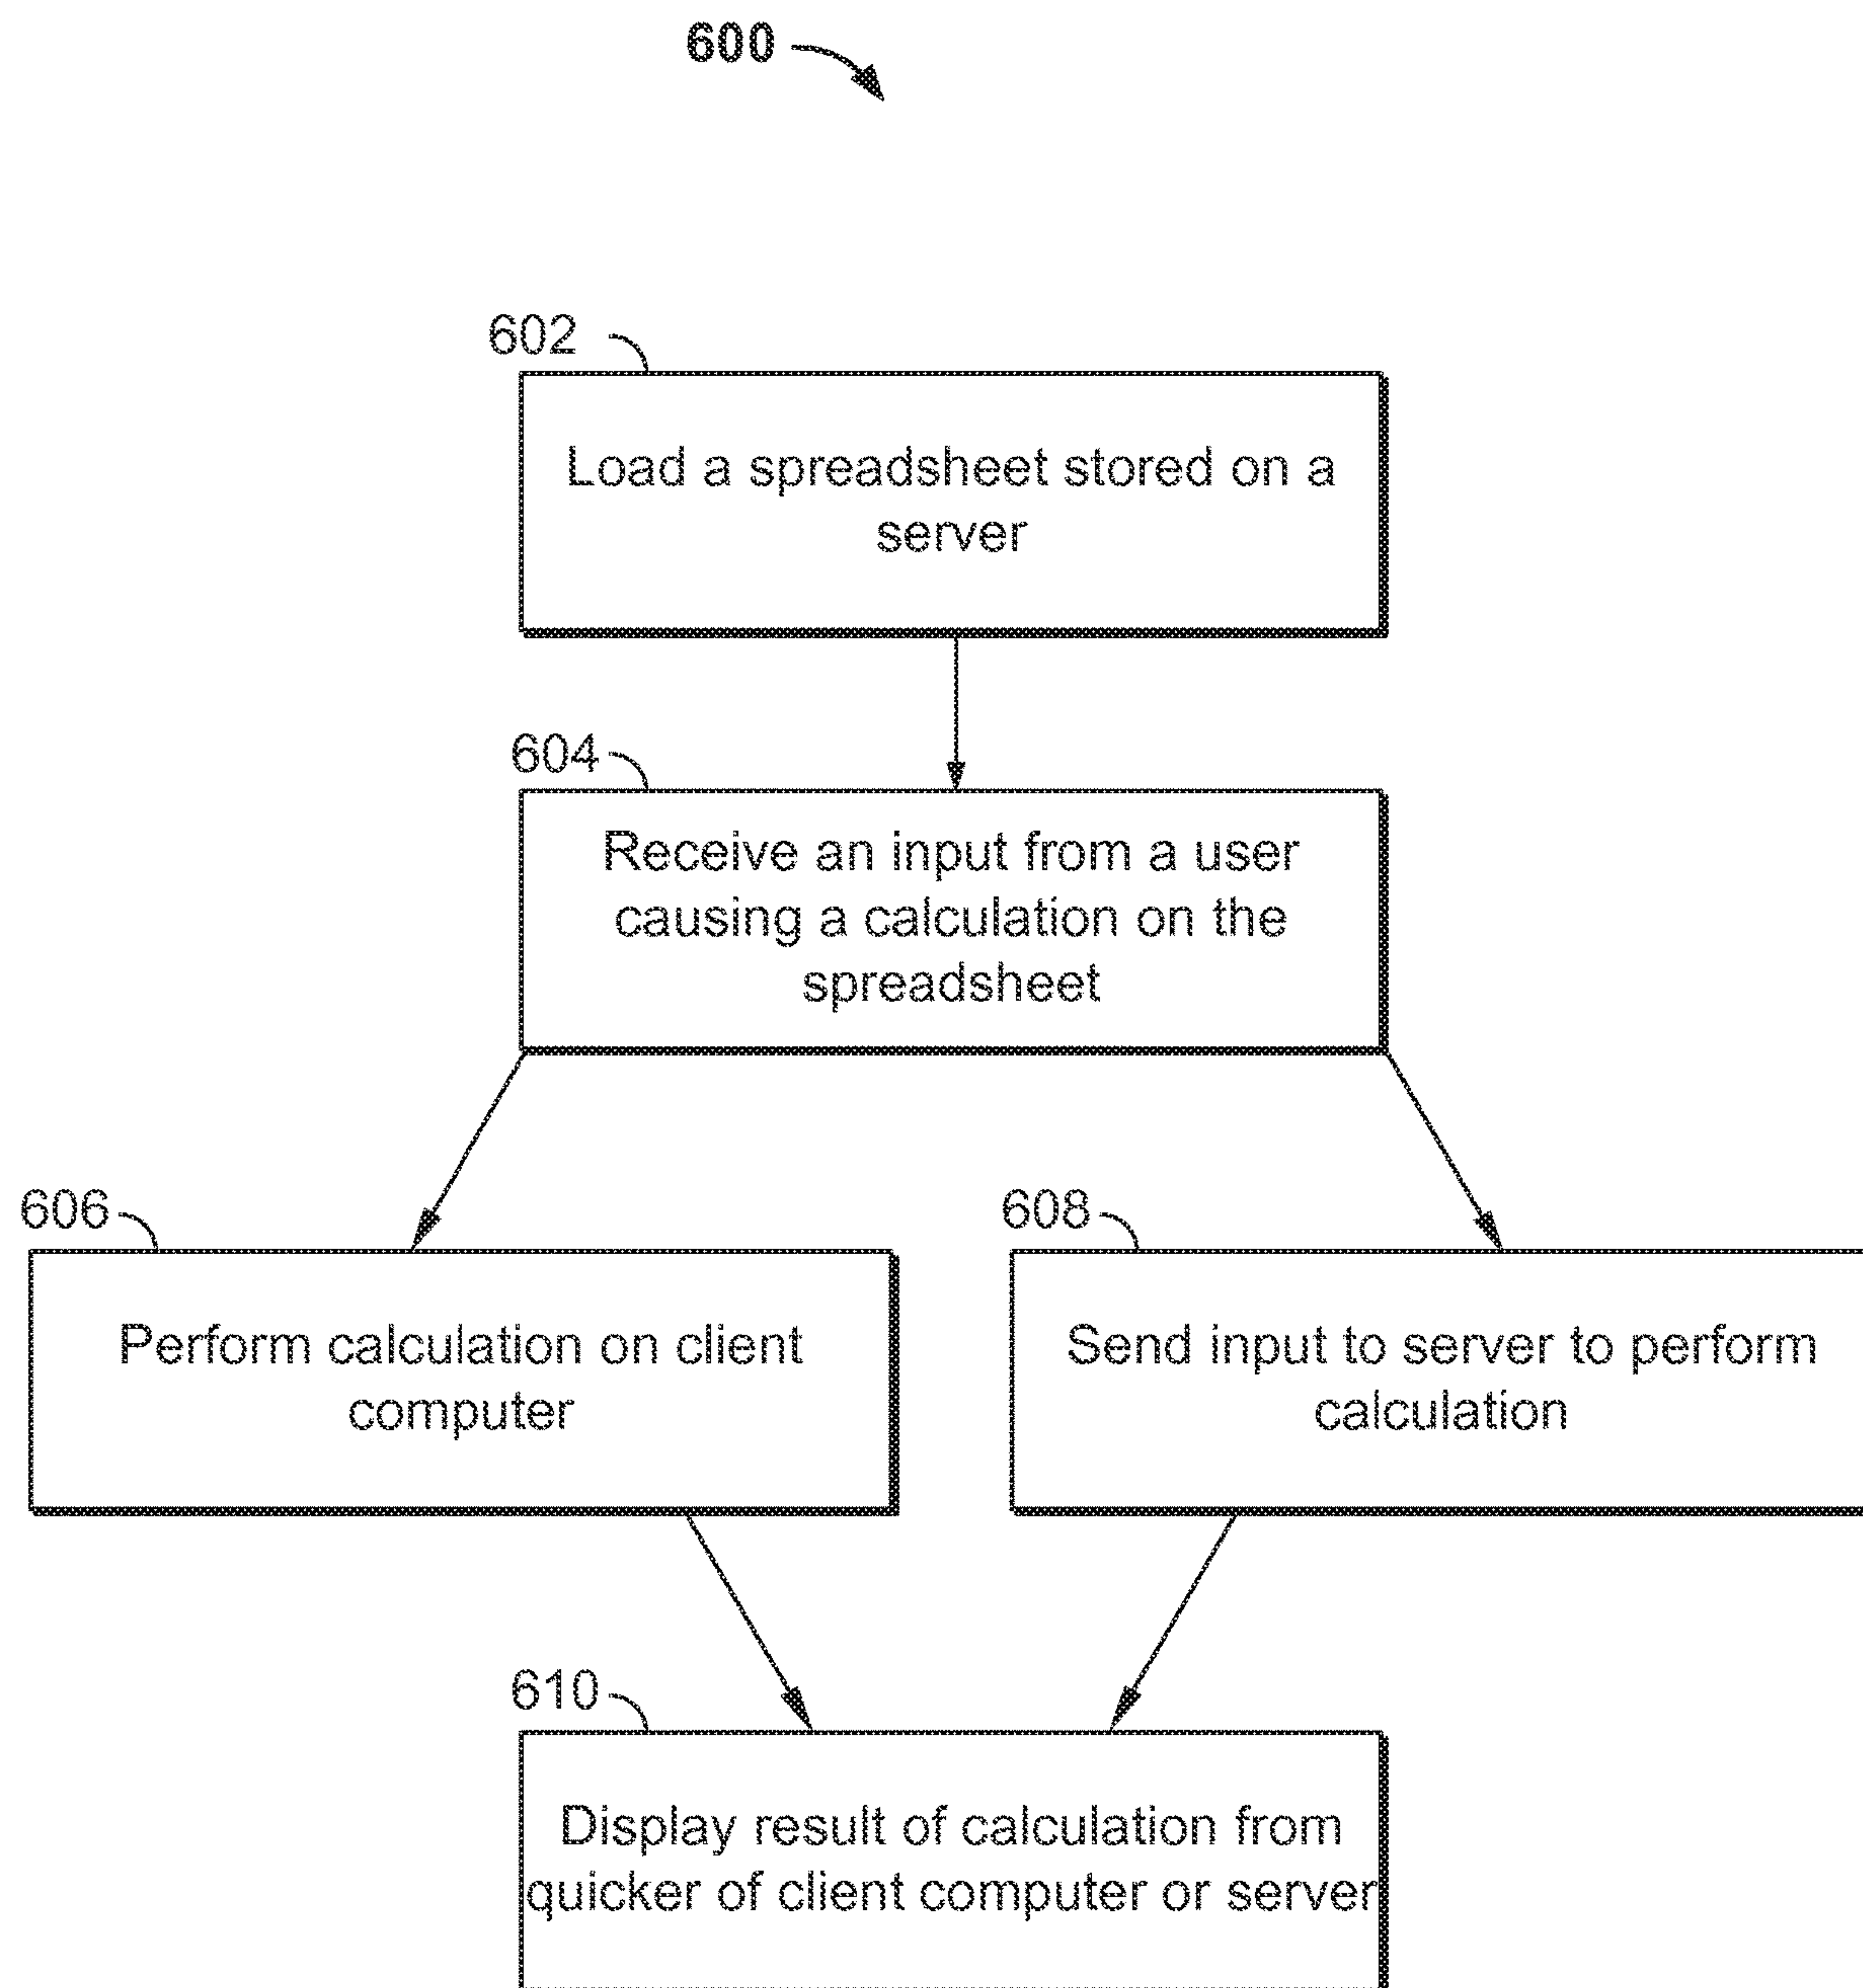 600
602
Load a spreadsheet stored on a
server
604
Receive an input from a user
causing a calculation on the
spreadsheet
606
Perform calculation on client
computer
608
Send input to server to perform
calculation
610
Display result of calculation from
quicker of client computer or server